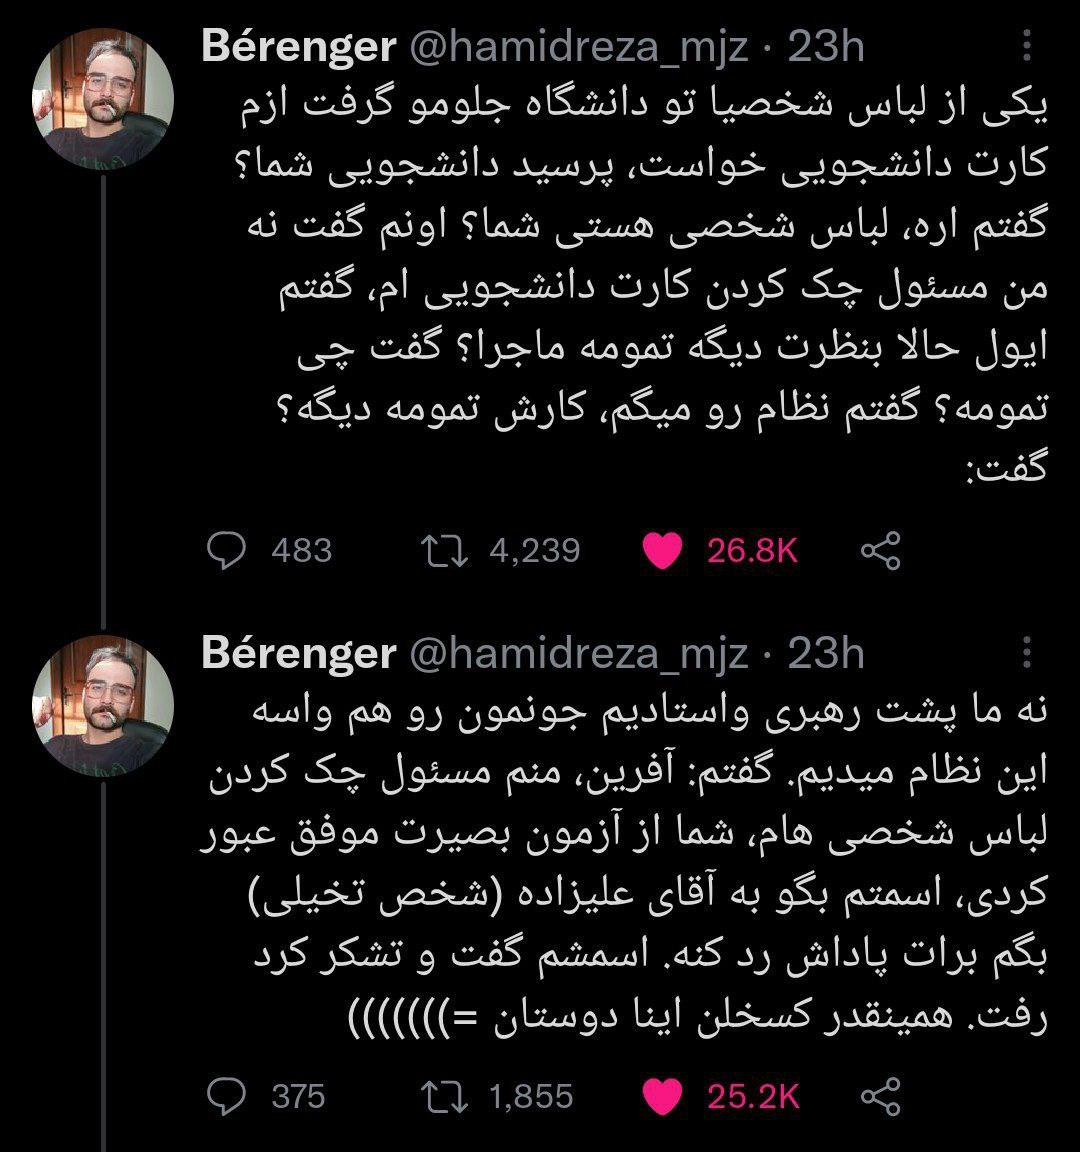 Bérenger @hamidreza_mjz · 23h
یکی از لباس شخصیا تو دانشگاه جلومو گرفت ازم
کارت دانشجویی خواست، پرسید دانشجویی شما؟
گفتم اره، لباس شخصی هستی شما؟ اونم گفت نه
من مسئول چک کردن کارت دانشجویی ام، گفتم
ایول حالا بنظرت دیگه تمومه ماجرا؟ گفت چی
تمومه؟ گفتم نظام رو میگم، کارش تمومه دیگه؟
گفت:
483 4,239 26.8K
Bérenger @hamidreza_mjz · 23h
نه ما پشت رهبری واستادیم جونمون رو هم واسه
این نظام میدیم. گفتم: آفرین، منم مسئول چک کردن
لباس شخصی هام، شما از آزمون بصیرت موفق عبور
کردی، اسمتم بگو به آقای علیزاده (شخص تخیلی)
بگم برات پاداش رد کنه. اسمشم گفت و تشکر کرد
رفت. همینقدر کسخلن اینا دوستان =)))))))
375 1,855 25.2K